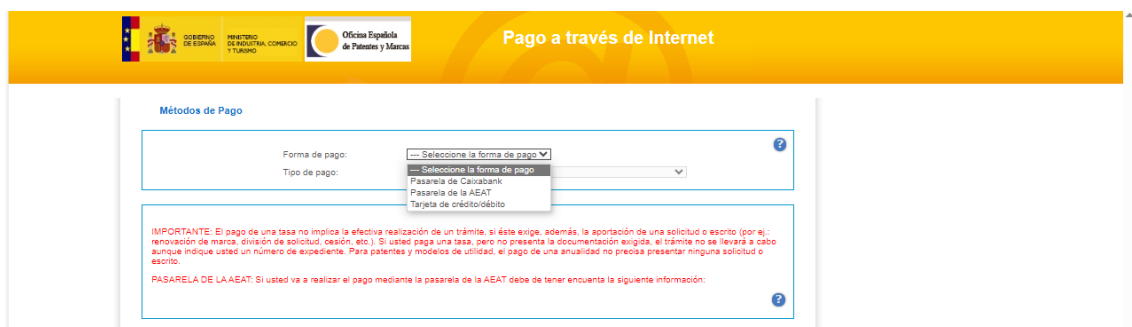 GOBIERNO
DE ESPAÑA
MINISTERIO
DE INDUSTRIA, COMERCIO
Y TURISMO
Oficina Española
de Patentes y Marcas
Pago a través de Internet
Métodos de Pago
Forma de pago:
--- Seleccione la forma de pago
Tipo de pago:
--- Seleccione la forma de pago
Pasarela de Caixabank
Pasarela de la AEAT
Tarjeta de crédito/débito
IMPORTANTE: El pago de una tasa no implica la efectiva realización de un trámite, si éste exige, además, la aportación de una solicitud o escrito (por ej.:
renovación de marca, división de solicitud, cesión, etc.). Si usted paga una tasa, pero no presenta la documentación exigida, el trámite no se llevará a cabo
aunque indique usted un número de expediente. Para patentes y modelos de utilidad, el pago de una anualidad no precisa presentar ninguna solicitud o
escrito.
PASARELA DE LA AEAT: Si usted va a realizar el pago mediante la pasarela de la AEAT debe de tener encuenta la siguiente información: